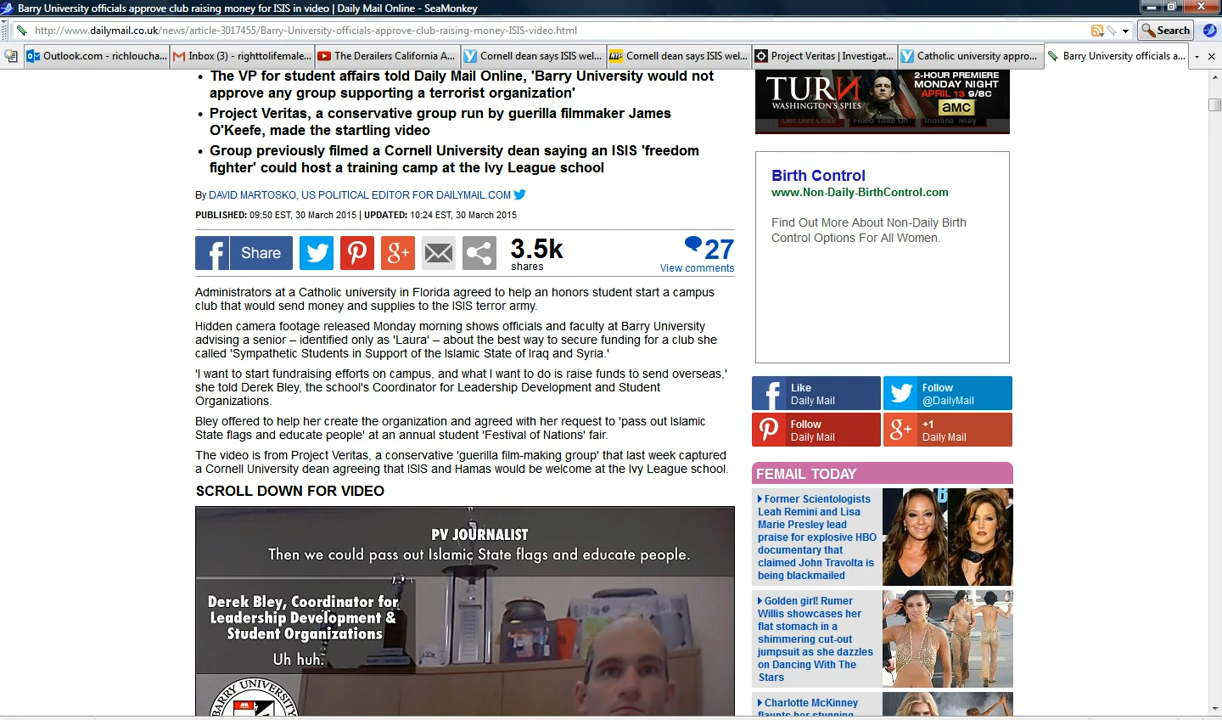 Barry University officials approve club raising money for ISIS in video | Daily Mail Online - SeaMonkey
http://www.dailymail.co.uk/news/article-3017455/Barry-University-officials-approve-club-raising-money-ISIS-video.html
Search
Outlook.com - richloucha...
Inbox (3) - righttolifemale...
The Derailers California A...
Cornell dean says ISIS wel...
Cornell dean says ISIS wel...
Project Veritas | Investigat...
Catholic university appro...
Barry University officials a...
• The VP for student affairs told Daily Mail Online, 'Barry University would not
approve any group supporting a terrorist organization'
• Project Veritas, a conservative group run by guerilla filmmaker James
O'Keefe, made the startling video
• Group previously filmed a Cornell University dean saying an ISIS 'freedom
fighter' could host a training camp at the Ivy League school
By DAVID MARTOSKO, US POLITICAL EDITOR FOR DAILYMAIL.COM
PUBLISHED: 09:50 EST, 30 March 2015 | UPDATED: 10:24 EST, 30 March 2015
Share
3.5k
shares
27
View comments
Administrators at a Catholic university in Florida agreed to help an honors student start a campus
club that would send money and supplies to the ISIS terror army.
Hidden camera footage released Monday morning shows officials and faculty at Barry University
advising a senior – identified only as 'Laura' – about the best way to secure funding for a club she
called 'Sympathetic Students in Support of the Islamic State of Iraq and Syria.'
'I want to start fundraising efforts on campus, and what I want to do is raise funds to send overseas,'
she told Derek Bley, the school's Coordinator for Leadership Development and Student
Organizations.
Bley offered to help her create the organization and agreed with her request to 'pass out Islamic
State flags and educate people' at an annual student 'Festival of Nations' fair.
The video is from Project Veritas, a conservative 'guerilla film-making group' that last week captured
a Cornell University dean agreeing that ISIS and Hamas would be welcome at the Ivy League school.
SCROLL DOWN FOR VIDEO
PV JOURNALIST
Then we could pass out Islamic State flags and educate people.
Derek Bley, Coordinator for
Leadership Development &
Student Organizations
Uh huh.
BARRY UNIVERSITY
TURN
WASHINGTON'S SPIES
2-HOUR PREMIERE
MONDAY NIGHT
APRIL 13 9/8C
amc
Birth Control
www.Non-Daily-BirthControl.com
Find Out More About Non-Daily Birth
Control Options For All Women.
Like
Daily Mail
Follow
@DailyMail
Follow
Daily Mail
+1
Daily Mail
FEMAIL TODAY
Former Scientologists
Leah Remini and Lisa
Marie Presley lead
praise for explosive HBO
documentary that
claimed John Travolta is
being blackmailed
Golden girl! Rumer
Willis showcases her
flat stomach in a
shimmering cut-out
jumpsuit as she dazzles
on Dancing With The
Stars
Charlotte McKinney
flaunts her stunning